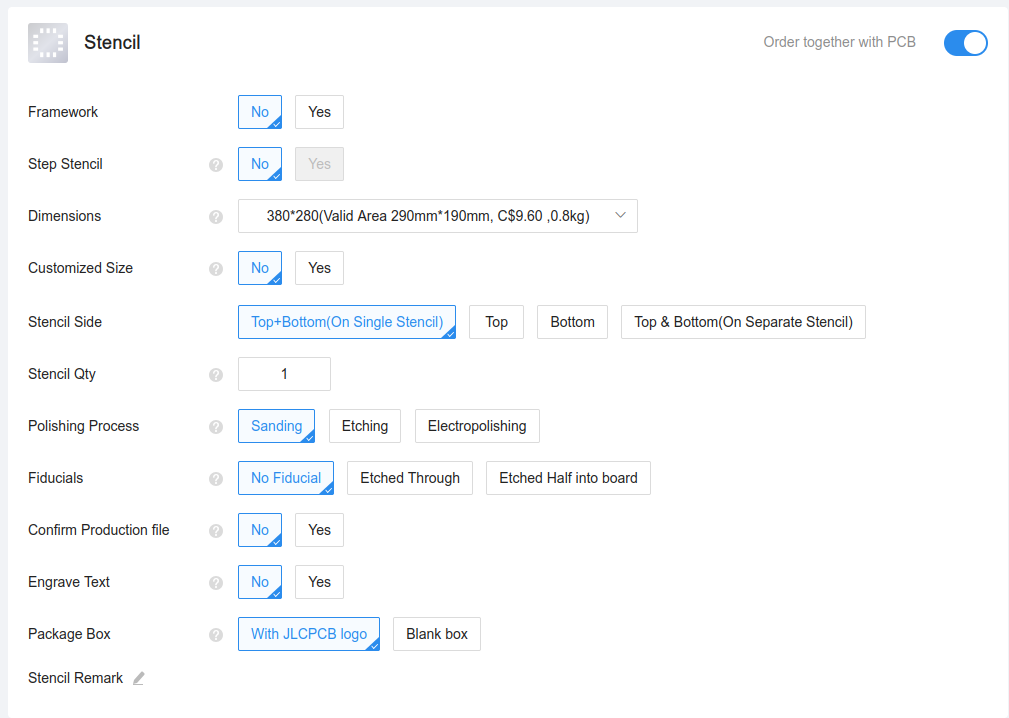 Stencil
Order together with PCB
Framework No Yes
Step Stencil ? No Yes
Dimensions ? 380*280(Valid Area 290mm*190mm, C$9.60 ,0.8kg)
Customized Size ? No Yes
Stencil Side Top+Bottom(On Single Stencil) Top Bottom Top & Bottom(On Separate Stencil)
Stencil Qty ? 1
Polishing Process ? Sanding Etching Electropolishing
Fiducials ? No Fiducial Etched Through Etched Half into board
Confirm Production file ? No Yes
Engrave Text ? No Yes
Package Box ? With JLCPCB logo Blank box
Stencil Remark